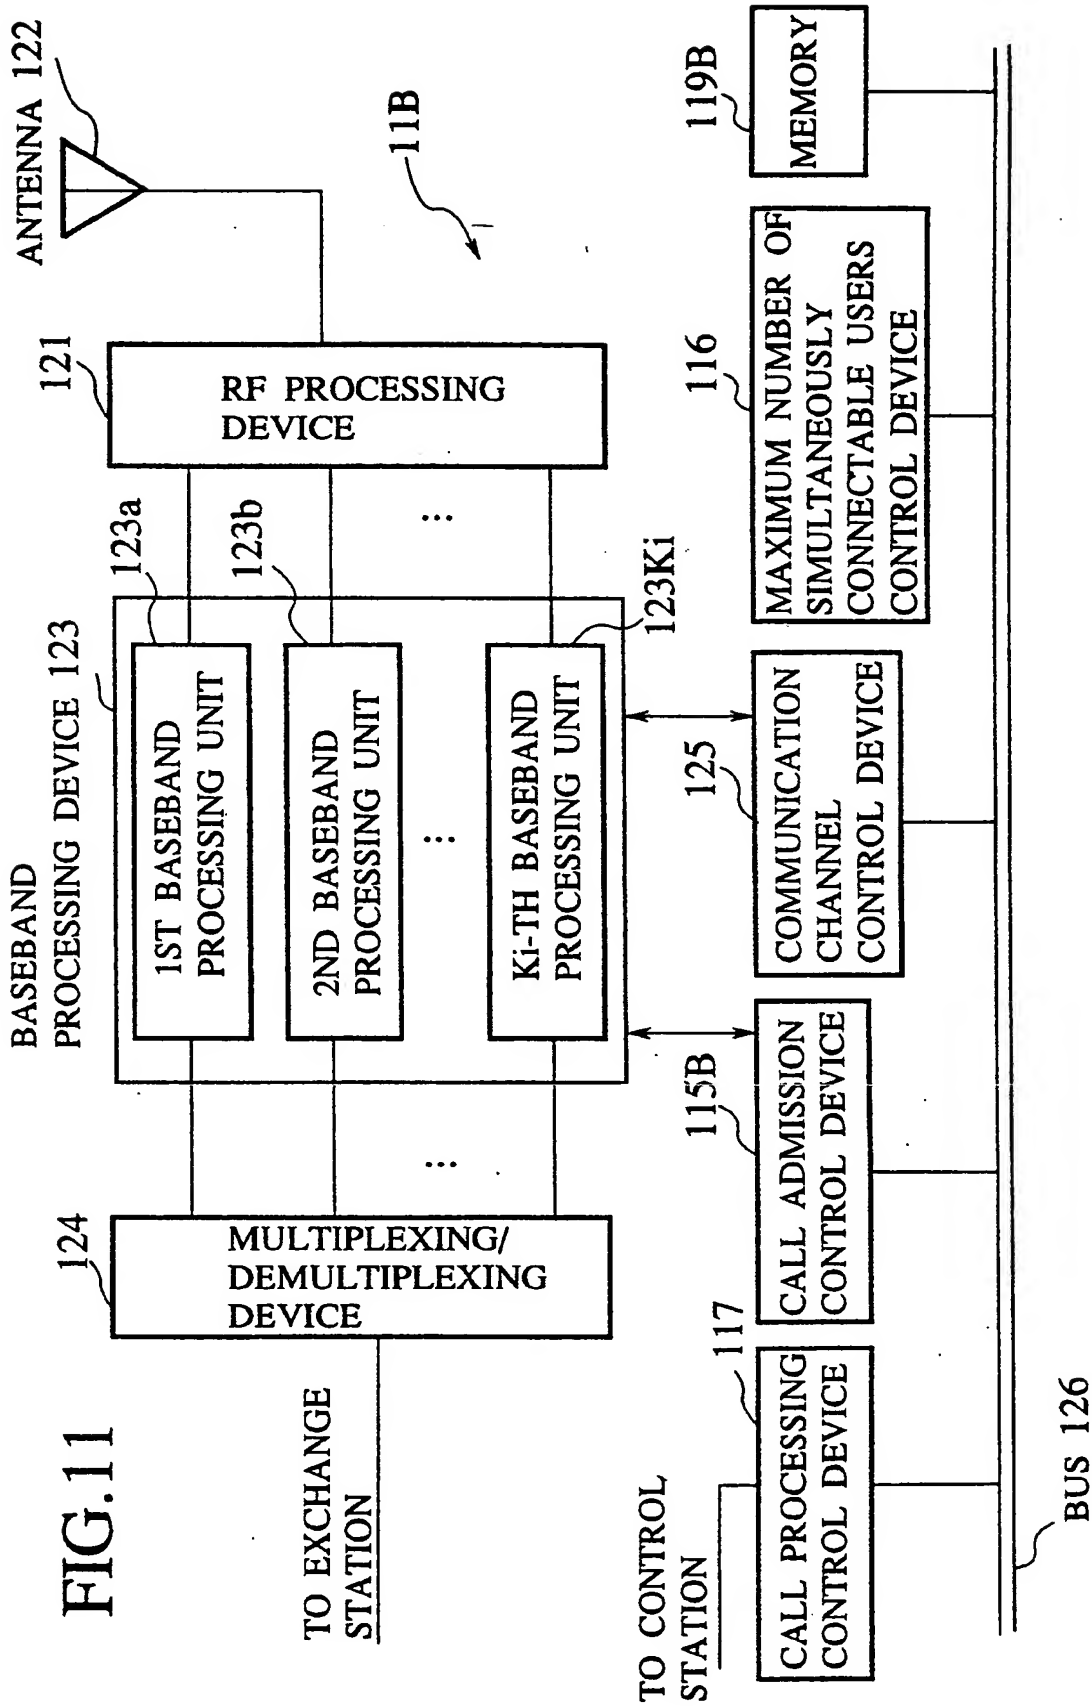 FIG.11
ANTENNA 122
11B
121
RF PROCESSING
DEVICE
BASEBAND
PROCESSING DEVICE 123
123a
123b
123Ki
1ST BASEBAND
PROCESSING UNIT
2ND BASEBAND
PROCESSING UNIT
...
Ki-TH BASEBAND
PROCESSING UNIT
...
...
124
MULTIPLEXING/
DEMULTIPLEXING
DEVICE
TO EXCHANGE
STATION
TO CONTROL
STATION
117
CALL PROCESSING
CONTROL DEVICE
115B
CALL ADMISSION
CONTROL DEVICE
125
COMMUNICATION
CHANNEL
CONTROL DEVICE
116
MAXIMUM NUMBER OF
SIMULTANEOUSLY
CONNECTABLE USERS
CONTROL DEVICE
119B
MEMORY
BUS 126